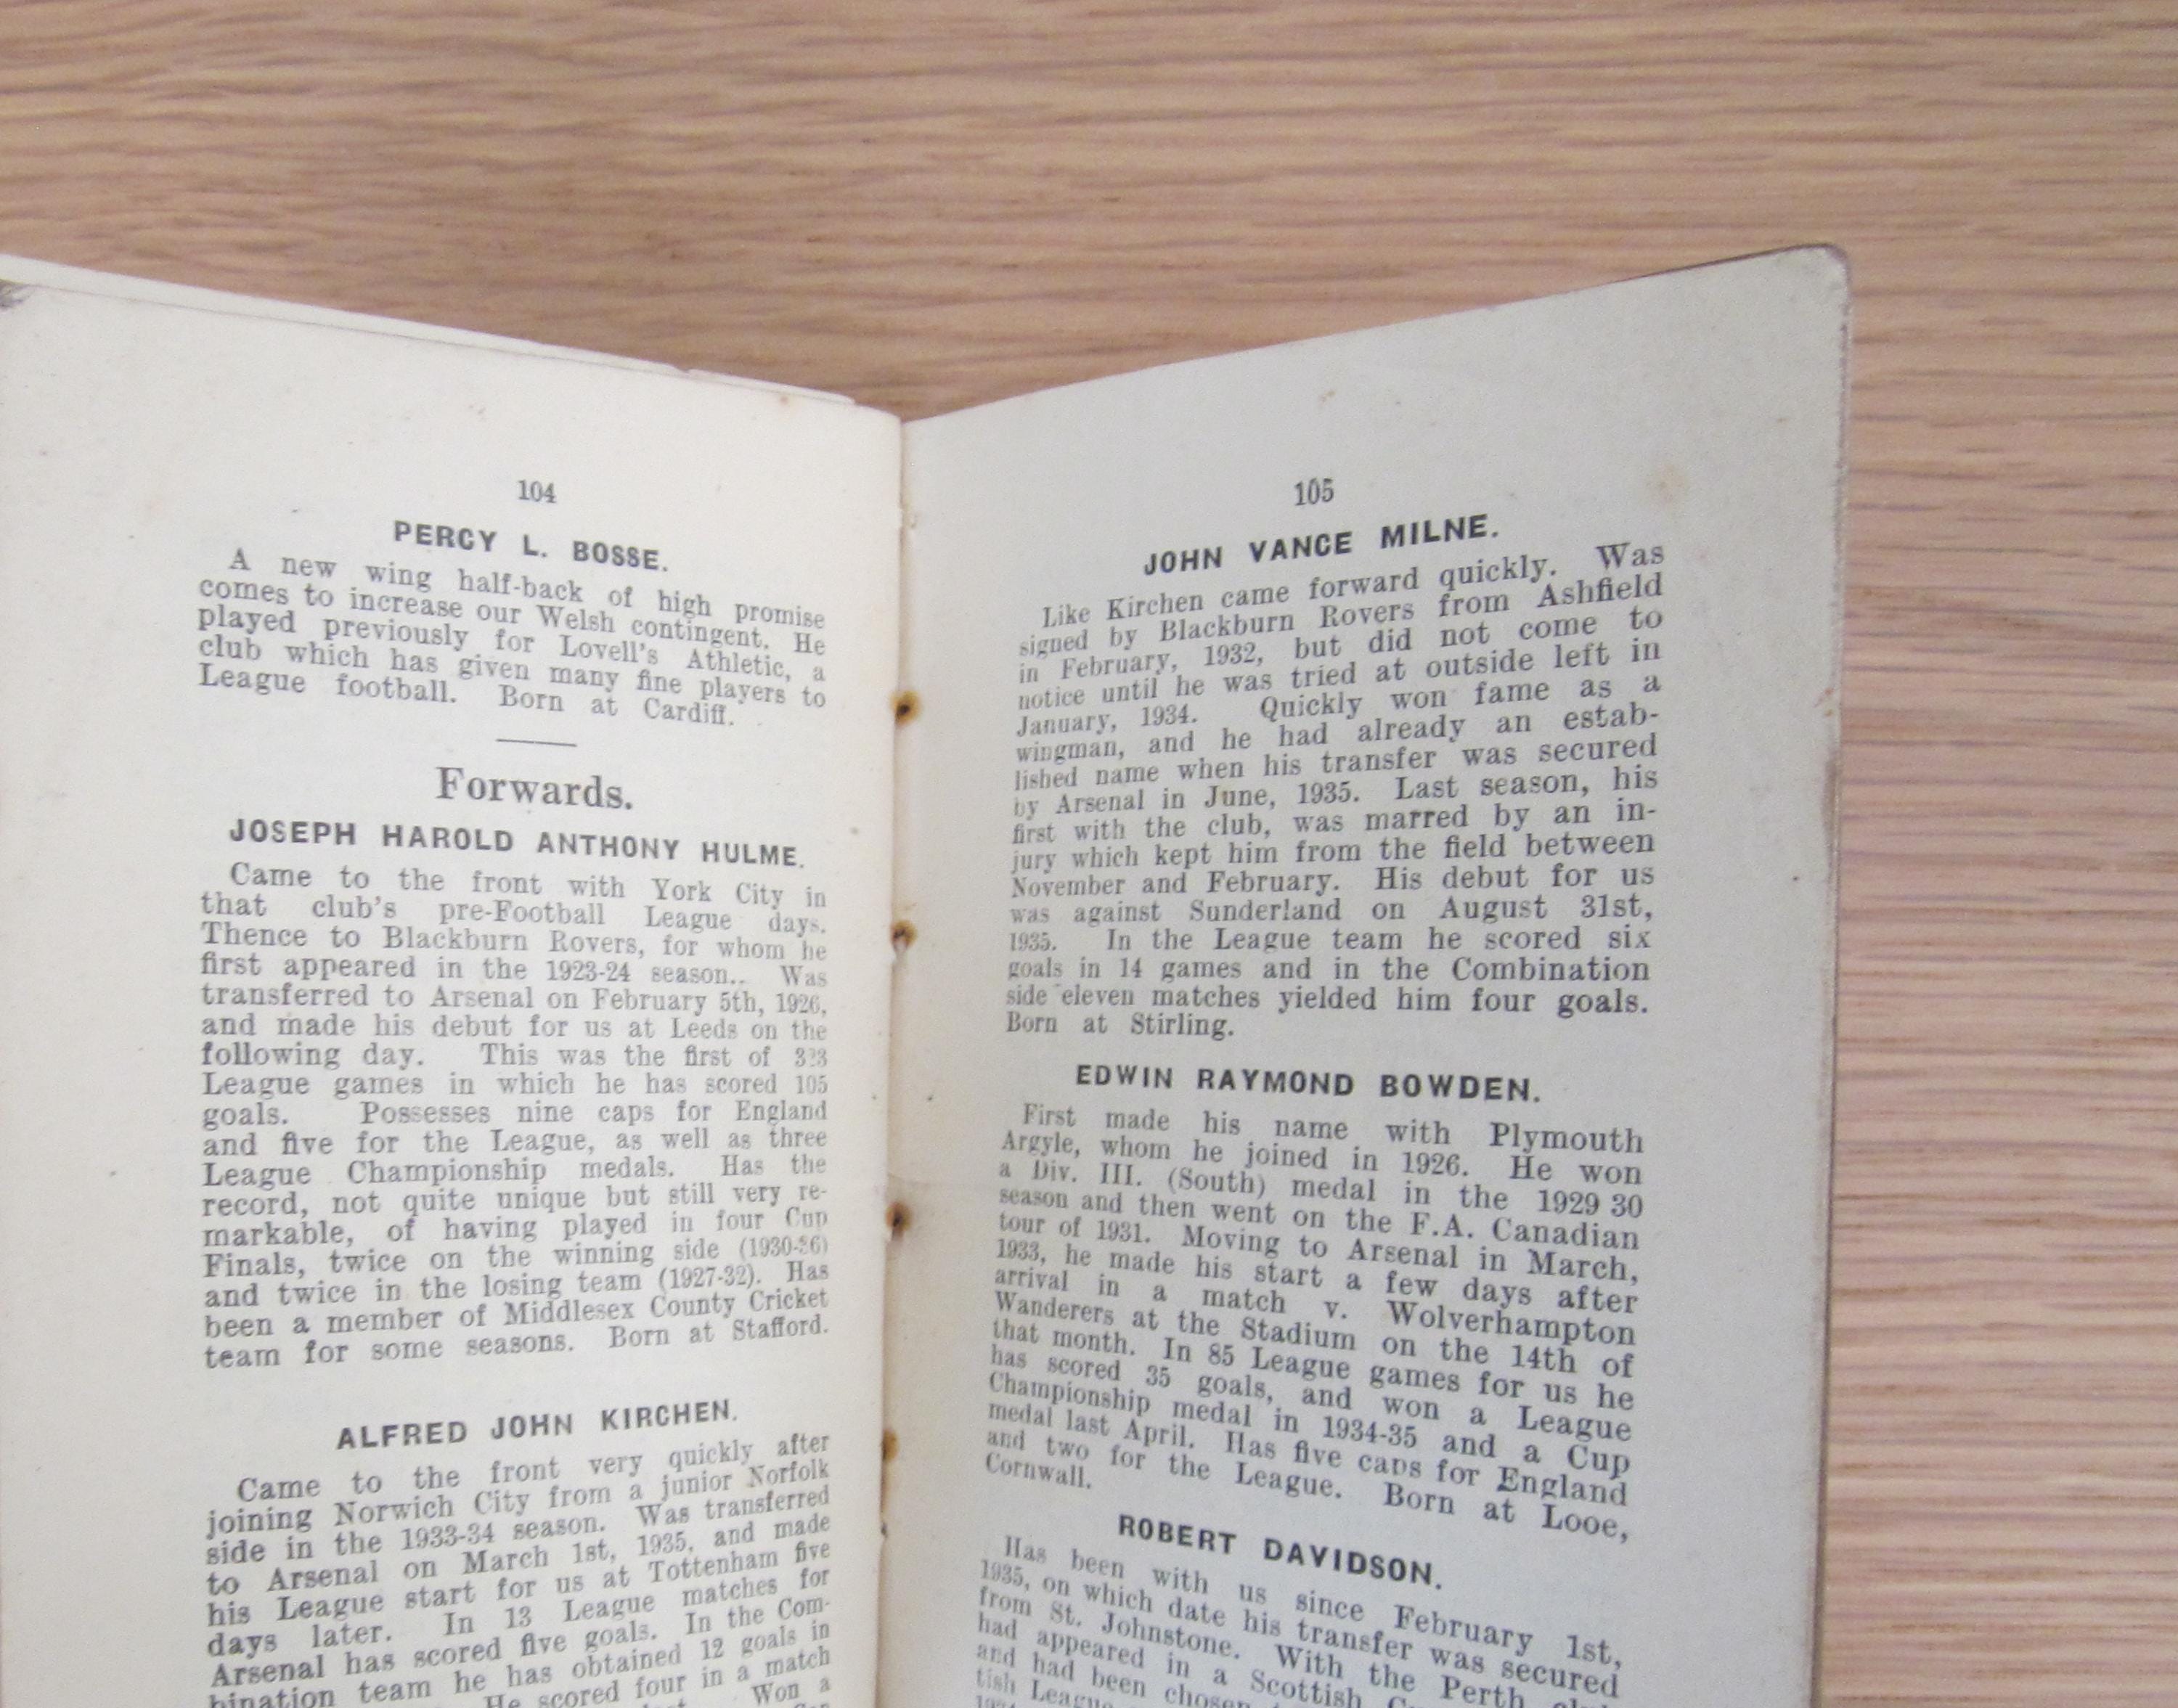 104
PERCY L. BOSSE.
A new wing half-back of high promise
comes to increase our Welsh contingent. He
played previously for Lovell's Athletic, a
club which has given many fine players to
League football. Born at Cardiff.
Forwards.
JOSEPH HAROLD ANTHONY HULME.
Came to the front with York City in
that club's pre-Football League days.
Thence to Blackburn Rovers, for whom he
first appeared in the 1923-24 season.. Was
transferred to Arsenal on February 5th, 1926,
and made his debut for us at Leeds on the
following day. This was the first of
League games in which he has scored 105
goals. Possesses nine caps for England
and five for the League, as well as three
League Championship medals. Has the
record, not quite unique but still very re-
markable, of having played in four Cup
Finals, twice on the winning side (1930-36)
and twice in the losing team (1927-32). Has
been a member of Middlesex County Cricket
team for some seasons. Born at Stafford.
ALFRED JOHN KIRCHEN.
Came to the front very quickly after
joining Norwich City from a junior Norfolk
side in the 1933-34 season. Was transferred
to Arsenal on March 1st, 1935, and made
his League start for us at Tottenham five
days later. In 13 League matches for
Arsenal has scored five goals. In the Com-
bination team he has obtained 12 goals in
He scored four in a match
Won a
105
JOHN VANCE MILNE.
Like Kirchen came forward quickly. Was
signed by Blackburn Rovers from Ashfield
in February, 1932, but did not come to
notice until he was tried at outside left in
January, 1934. Quickly won fame as a
wingman, and he had already an estab-
lished name when his transfer was secured
by Arsenal in June, 1935. Last season, his
first with the club, was marred by an in-
jury which kept him from the field between
November and February. His debut for us
was against Sunderland on August 31st,
1935. In the League team he scored six
goals in 14 games and in the Combination
side eleven matches yielded him four goals.
Born at Stirling.
EDWIN RAYMOND BOWDEN.
First made his name with Plymouth
Argyle, whom he joined in 1926. He won
a Div. III. (South) medal in the 1929 30
season and then went on the F.A. Canadian
tour of 1931. Moving to Arsenal in March,
1933, he made his start a few days after
arrival in a match v. Wolverhampton
Wanderers at the Stadium on the 14th of
that month. In 85 League games for us he
has scored 35 goals, and won a League
Championship medal in 1934-35 and a Cup
medal last April. Has five caps for England
and two for the League. Born at Looe,
Cornwall.
ROBERT DAVIDSON.
Has been with us since February 1st,
1935, on which date his transfer was secured
from St. Johnstone. With the Perth
had appeared in a Scottish
and had been chosen
tish League